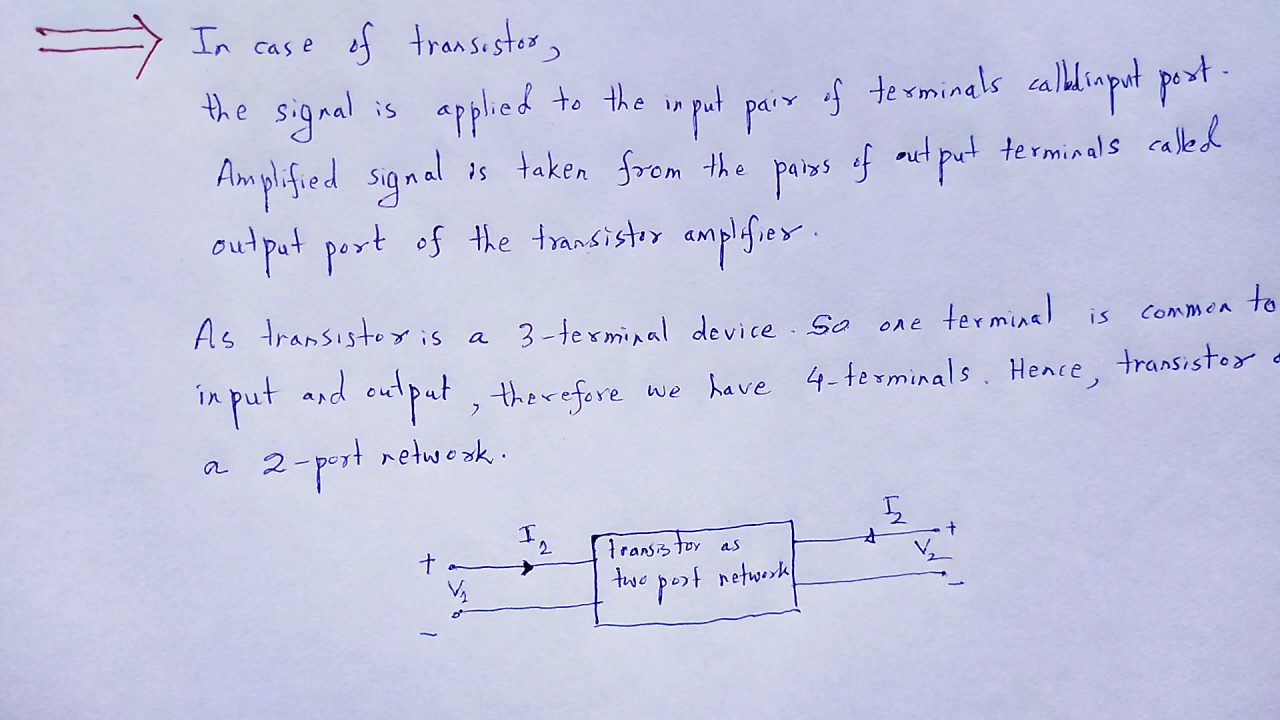 In case of transistor,
the signal is applied to the input pair of terminals called input port.
Amplified signal is taken from the pairs of output terminals called
output port of the transistor amplifier.
As transistor is a 3-terminal device. So one terminal is common to
input and output, therefore we have 4-terminals. Hence, transistor
a 2-port network.
I2
I2
+ V1 -
transistor as
two port network
+ V2 -